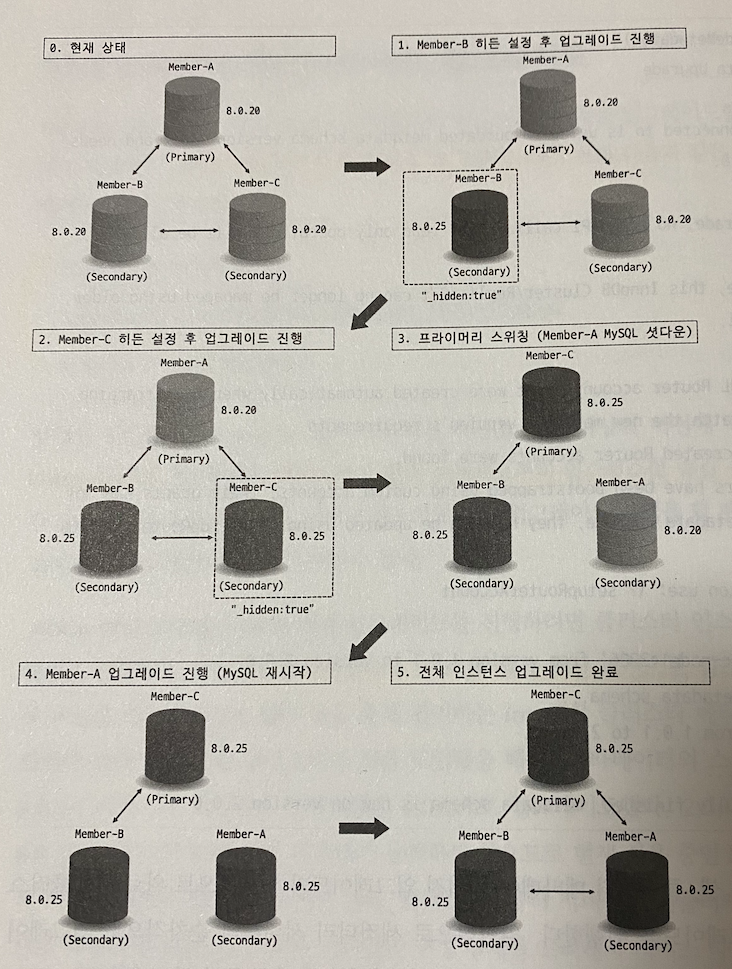 0. 현재 상태
Member-A
8.0.20
(Primary)
Member-B
Member-C
8.0.20
8.0.20
(Secondary)
(Secondary)
1. Member-B 히든 설정 후 업그레이드 진행
Member-A
8.0.20
(Primary)
Member-B
Member-C
8.0.25
8.0.20
(Secondary)
(Secondary)
"_hidden:true"
2. Member-C 히든 설정 후 업그레이드 진행
Member-A
8.0.20
(Primary)
Member-B
Member-C
8.0.25
8.0.25
(Secondary)
(Secondary)
"_hidden:true"
3. 프라이머리 스위칭 (Member-A MySQL 셧다운)
Member-C
8.0.25
(Primary)
Member-B
Member-A
8.0.25
8.0.20
(Secondary)
(Secondary)
4. Member-A 업그레이드 진행 (MySQL 재시작)
Member-C
8.0.25
(Primary)
Member-B
Member-A
8.0.25
8.0.25
(Secondary)
(Secondary)
5. 전체 인스턴스 업그레이드 완료
Member-C
8.0.25
(Primary)
Member-B
Member-A
8.0.25
8.0.25
(Secondary)
(Secondary)